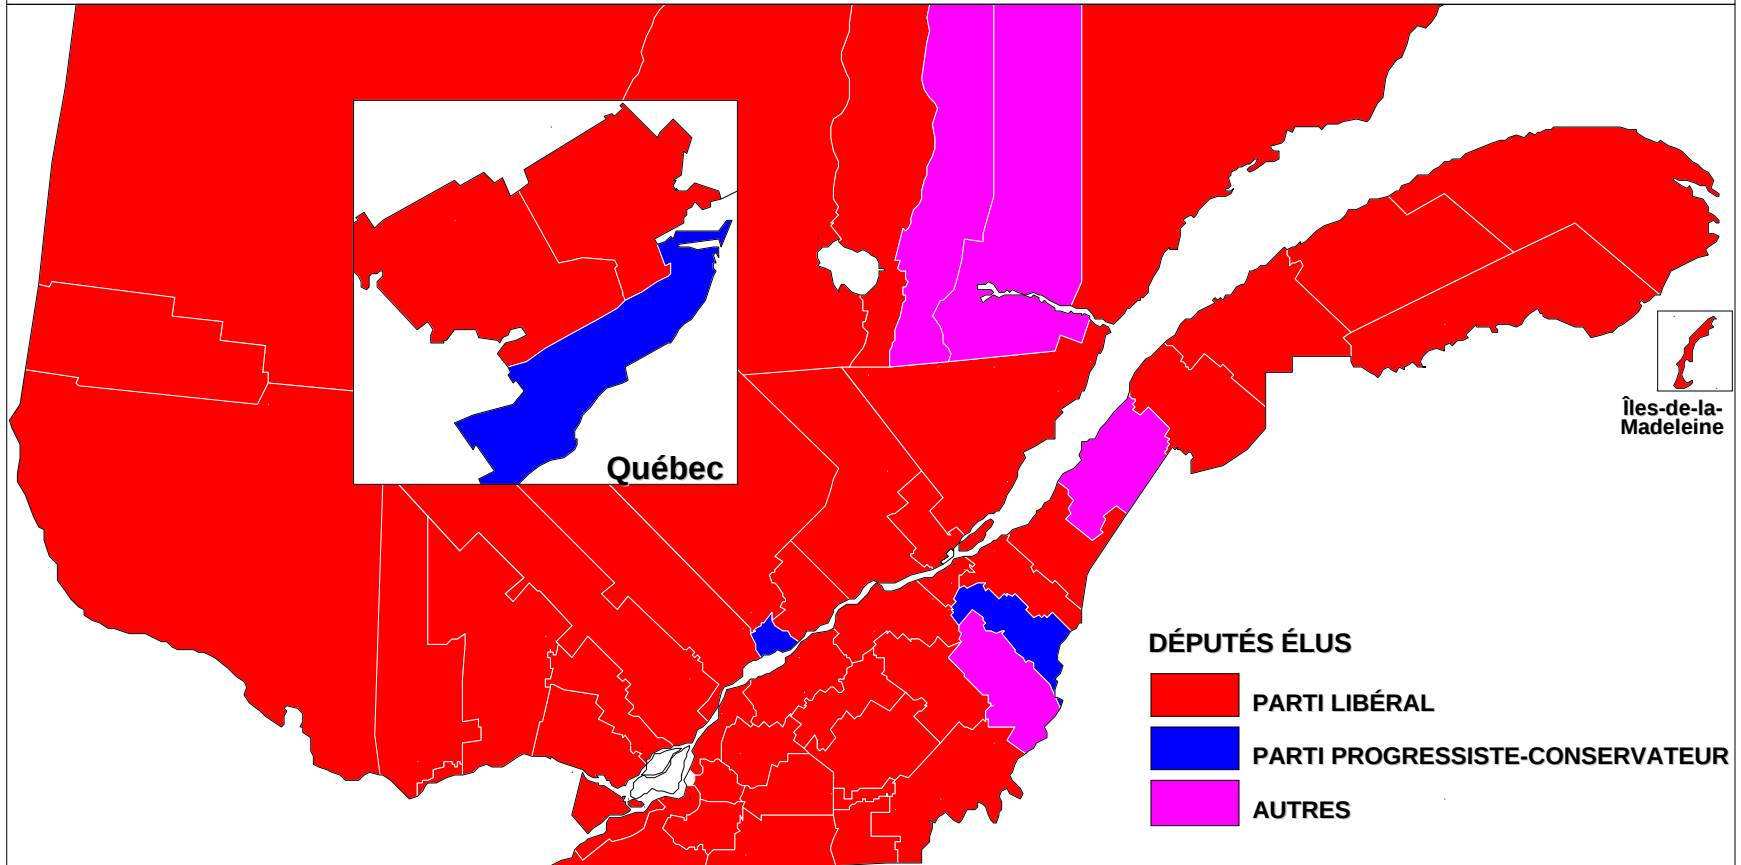 Québec
Îles-de-la-
Madeleine
DÉPUTÉS ÉLUS
PARTI LIBÉRAL
PARTI PROGRESSISTE-CONSERVATEUR
AUTRES